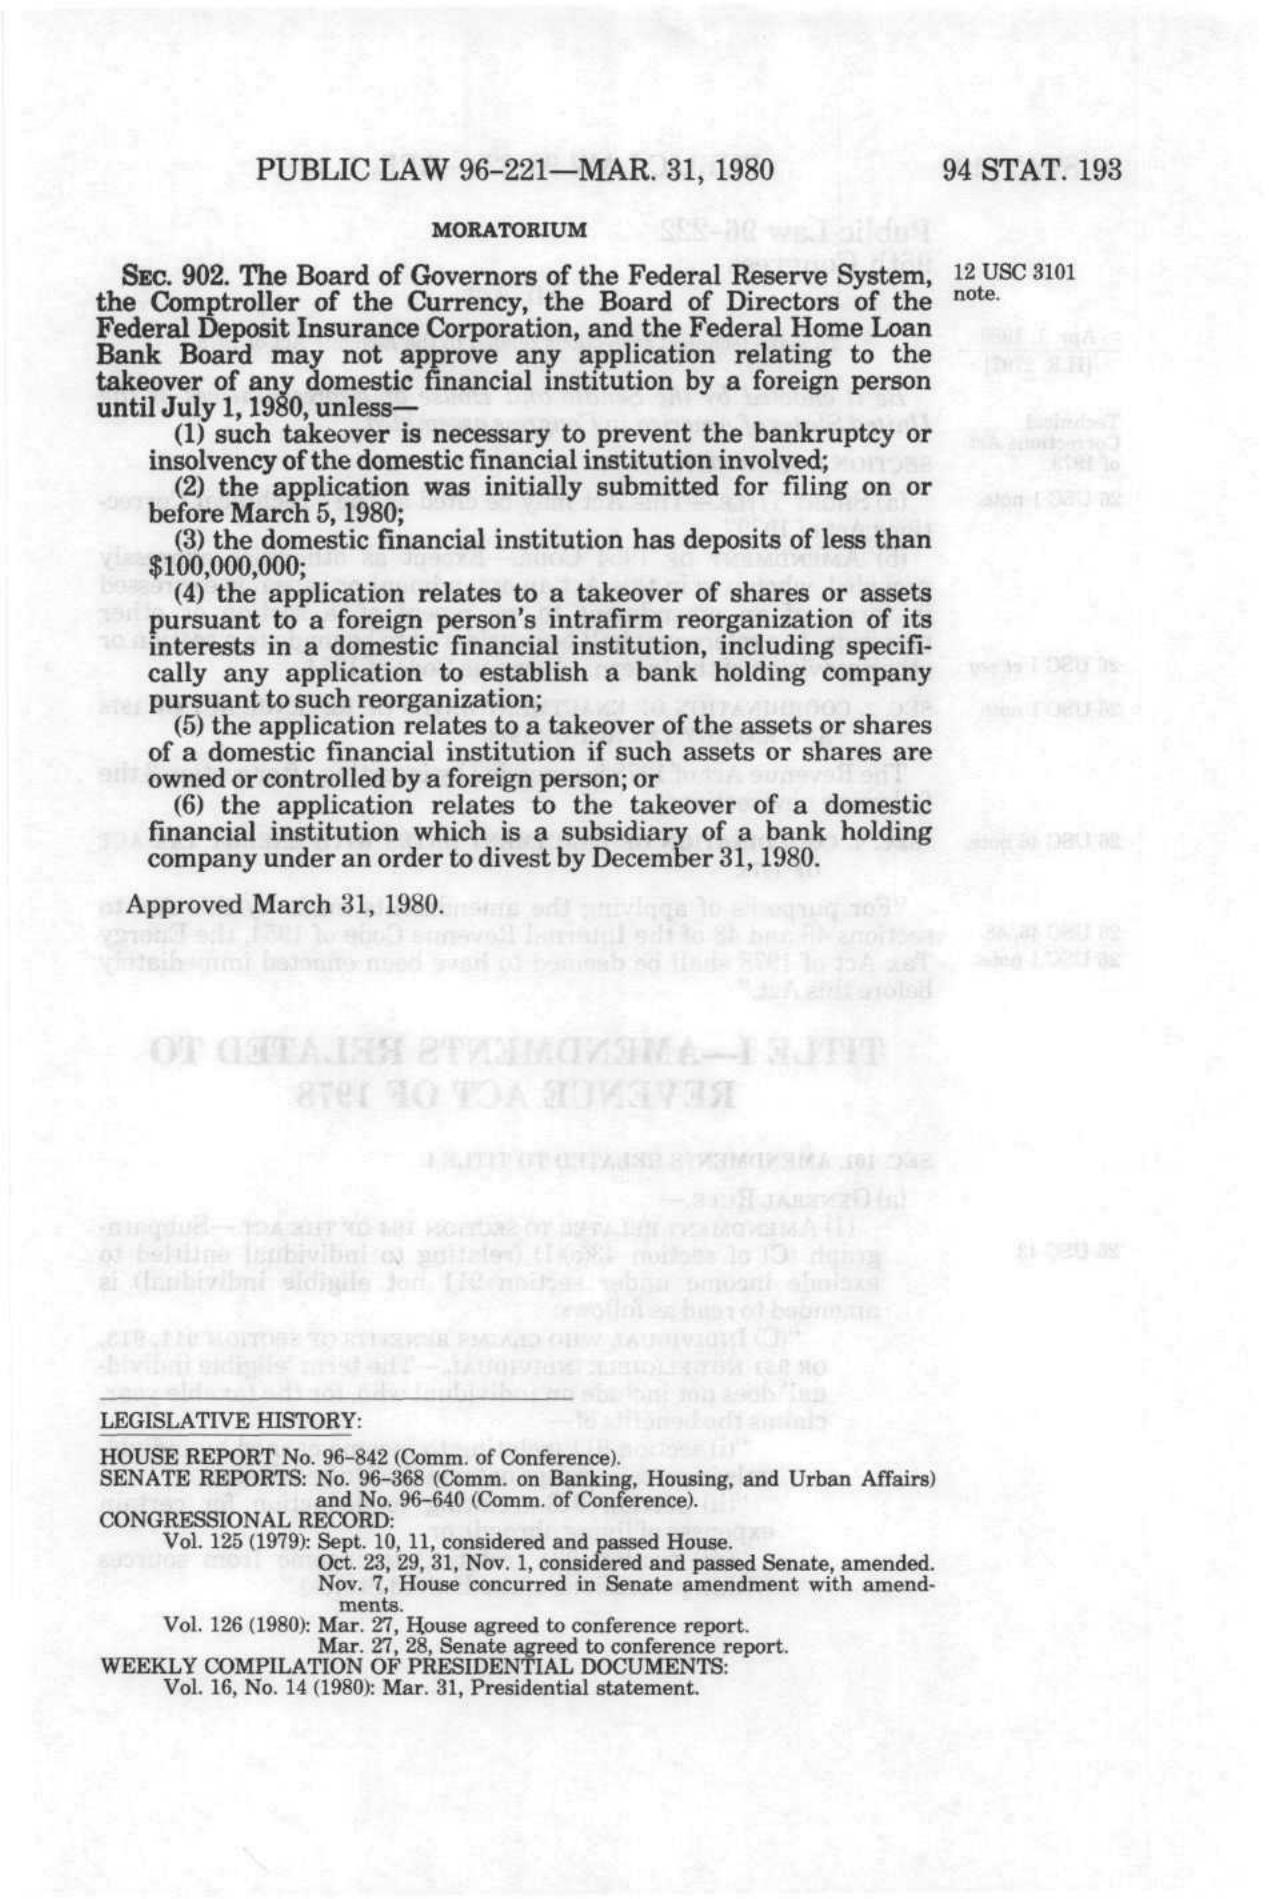 PUBLIC LAW 96-221—MAR. 31, 1980 94 STAT. 193
MORATORIUM
SEC. 902. The Board of Governors of the Federal Reserve System, 12 USC 3101
the Comptroller of the Currency, the Board of Directors of the note.
Federal Deposit Insurance Corporation, and the Federal Home Loan
Bank Board may not approve any application relating to the
takeover of any domestic financial institution by a foreign person
until July 1, 1980, unless—
(1) such takeover is necessary to prevent the bankruptcy or
insolvency of the domestic financial institution involved;
(2) the application was initially submitted for filing on or
before March 5, 1980;
(3) the domestic financial institution has deposits of less than
$100,000,000;
(4) the application relates to a takeover of shares or assets
pursuant to a foreign person's intrafirm reorganization of its
interests in a domestic financial institution, including specifi-
cally any application to establish a bank holding company
pursuant to such reorganization;
(5) the application relates to a takeover of the assets or shares
of a domestic financial institution if such assets or shares are
owned or controlled by a foreign person; or
(6) the application relates to the takeover of a domestic
financial institution which is a subsidiary of a bank holding
company under an order to divest by December 31, 1980.
Approved March 31, 1980.
LEGISLATIVE HISTORY:
HOUSE REPORT No. 96-842 (Comm. of Conference).
SENATE REPORTS: No. 96-368 (Comm. on Banking, Housing, and Urban Affairs)
and No. 96-640 (Comm. of Conference).
CONGRESSIONAL RECORD:
Vol. 125 (1979): Sept. 10, 11, considered and passed House.
Oct. 23, 29, 31, Nov. 1, considered and passed Senate, amended.
Nov. 7, House concurred in Senate amendment with amend-
ments.
Vol. 126 (1980): Mar. 27, House agreed to conference report.
Mar. 27, 28, Senate agreed to conference report.
WEEKLY COMPILATION OF PRESIDENTIAL DOCUMENTS:
Vol. 16, No. 14 (1980): Mar. 31, Presidential statement.